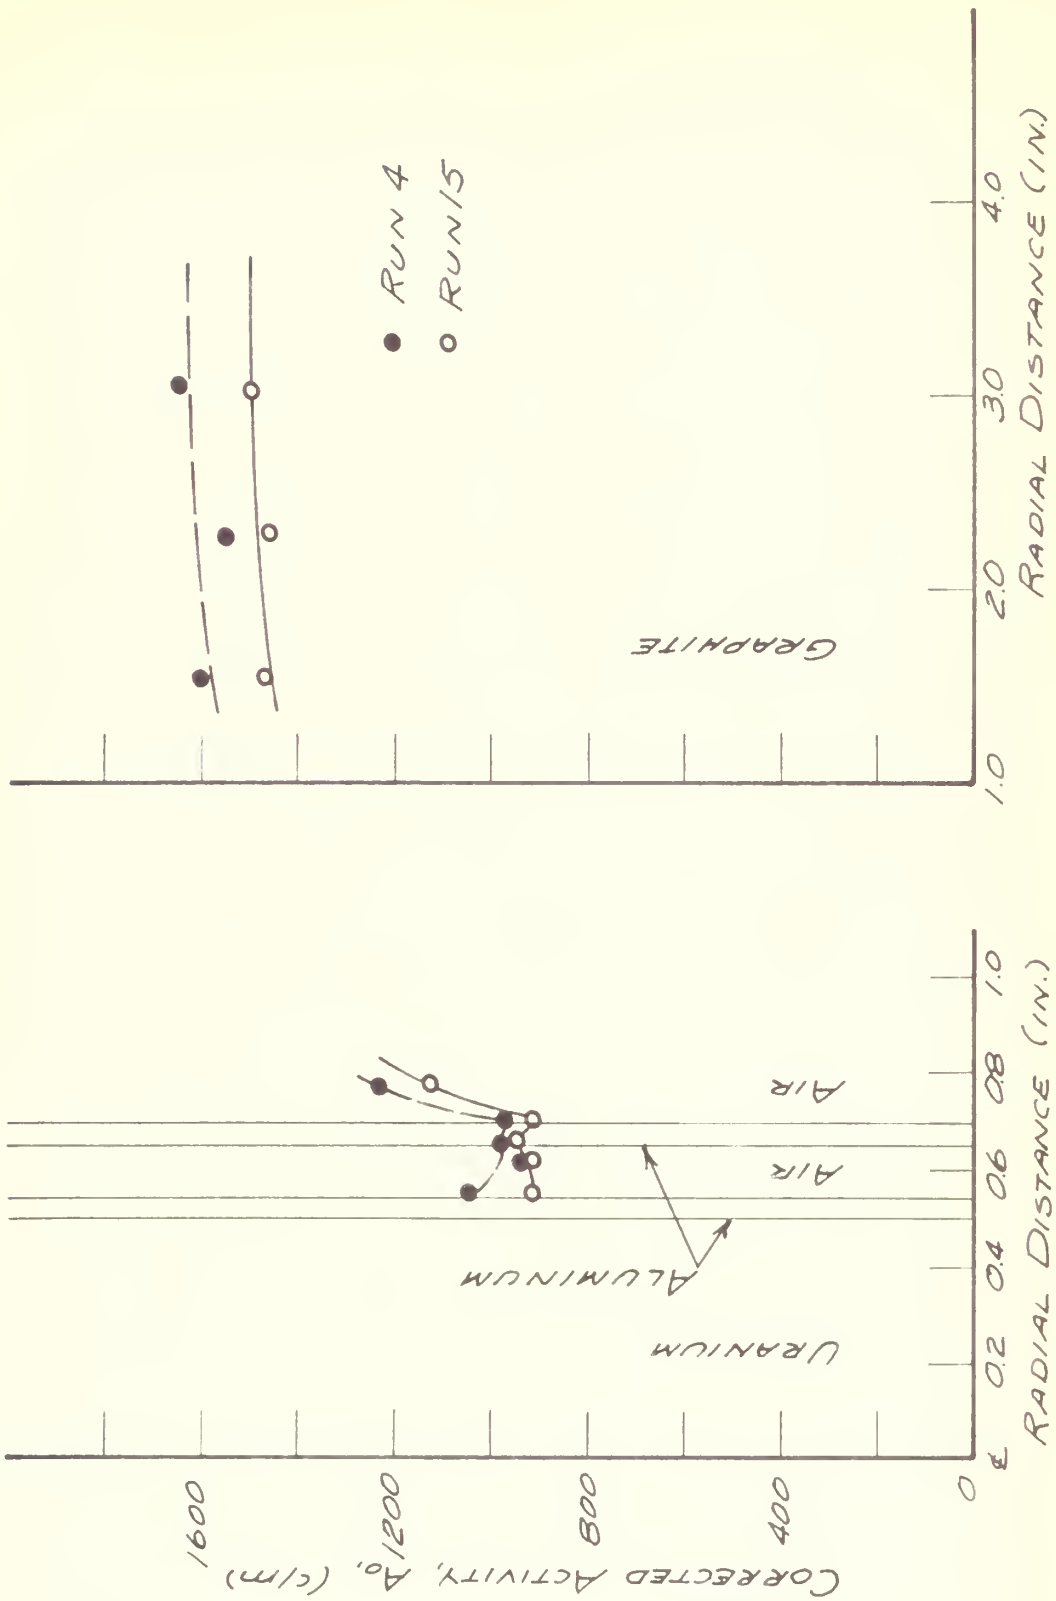 CORRECTED ACTIVITY, A₀, (c/m)
1600
1200
800
400
0
℄ 0.2 0.4 0.6 0.8 1.0
RADIAL DISTANCE (IN.)
URANIUM
ALUMINUM
AIR
AIR
GRAPHITE
RUN 4
RUN 15
1.0 2.0 3.0 4.0
RADIAL DISTANCE (IN.)